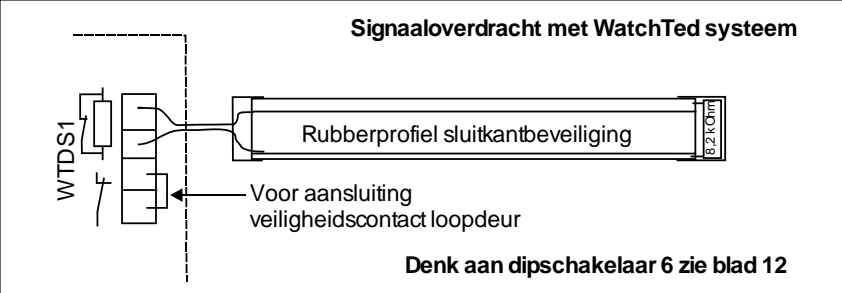 Signaaloverdracht met WatchTed systeem
WTDS1
Rubberprofiel sluitkantbeveiliging
8,2 kOhm
Voor aansluiting
veiligheidscontact loopdeur
Denk aan dipschakelaar 6 zie blad 12